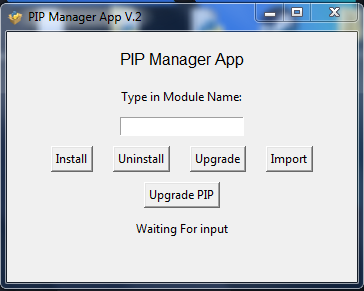 PIP Manager App V.2
PIP Manager App
Type in Module Name:
Install Uninstall Upgrade Import
Upgrade PIP
Waiting For input